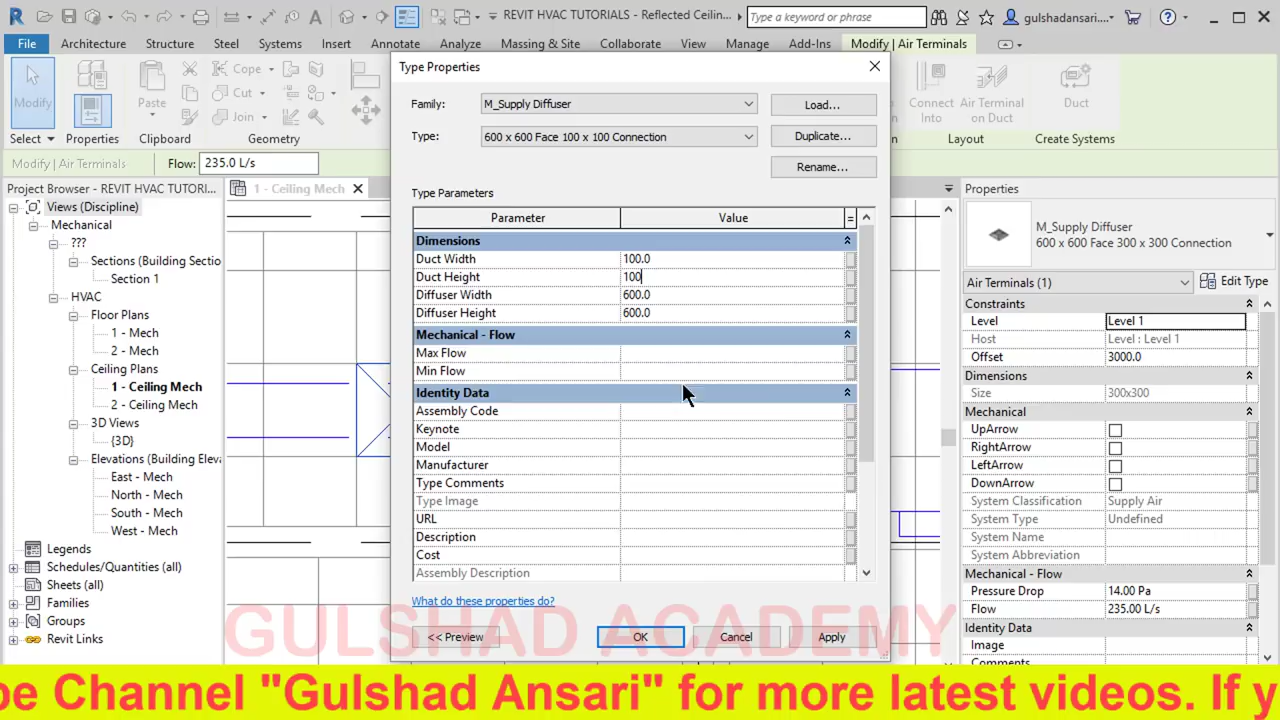 REVIT HVAC TUTORIALS - Reflected Ceilin...
Type a keyword or phrase
gulshadansari....
File
Architecture
Structure
Steel
Systems
Insert
Annotate
Analyze
Massing & Site
Collaborate
View
Manage
Add-Ins
Modify | Air Terminals
Modify
Select
Properties
Paste
Clipboard
Cope
Cut
Join
Geometry
Connect Into
Air Terminal on Duct
Layout
Duct
Create Systems
Modify | Air Terminals
Flow: 235.0 L/s
Project Browser - REVIT HVAC TUTORI...
Views (Discipline)
Mechanical
???
Sections (Building Sectio
Section 1
HVAC
Floor Plans
1 - Mech
2 - Mech
Ceiling Plans
1 - Ceiling Mech
2 - Ceiling Mech
3D Views
{3D}
Elevations (Building Eleva
East - Mech
North - Mech
South - Mech
West - Mech
Legends
Schedules/Quantities (all)
Sheets (all)
Families
Groups
Revit Links
1 - Ceiling Mech
Type Properties
Family: M_Supply Diffuser
Load...
Type: 600 x 600 Face 100 x 100 Connection
Duplicate...
Rename...
Type Parameters
Parameter Value =
Dimensions
Duct Width 100.0
Duct Height 100
Diffuser Width 600.0
Diffuser Height 600.0
Mechanical - Flow
Max Flow
Min Flow
Identity Data
Assembly Code
Keynote
Model
Manufacturer
Type Comments
Type Image
URL
Description
Cost
Assembly Description
What do these properties do?
<< Preview
OK
Cancel
Apply
Properties
M_Supply Diffuser
600 x 600 Face 300 x 300 Connection
Air Terminals (1)
Edit Type
Constraints
Level Level 1
Host Level : Level 1
Offset 3000.0
Dimensions
Size 300x300
Mechanical
UpArrow
RightArrow
LeftArrow
DownArrow
System Classification Supply Air
System Type Undefined
System Name
System Abbreviation
Mechanical - Flow
Pressure Drop 14.00 Pa
Flow 235.00 L/s
Identity Data
Image
Comments
GULSHAD ACADEMY
be Channel "Gulshad Ansari" for more latest videos. If y